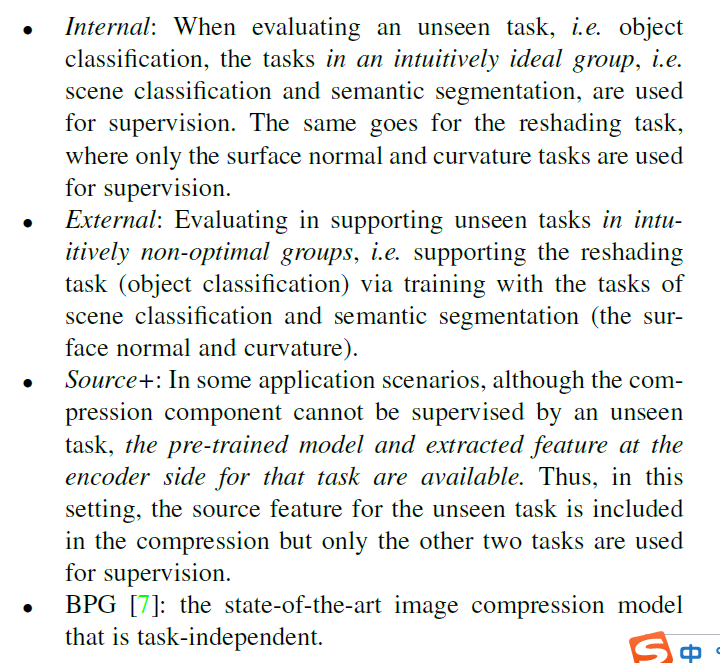 • Internal: When evaluating an unseen task, i.e. object
classification, the tasks in an intuitively ideal group, i.e.
scene classification and semantic segmentation, are used
for supervision. The same goes for the reshading task,
where only the surface normal and curvature tasks are used
for supervision.
• External: Evaluating in supporting unseen tasks in intu-
itively non-optimal groups, i.e. supporting the reshading
task (object classification) via training with the tasks of
scene classification and semantic segmentation (the sur-
face normal and curvature).
• Source+: In some application scenarios, although the com-
pression component cannot be supervised by an unseen
task, the pre-trained model and extracted feature at the
encoder side for that task are available. Thus, in this
setting, the source feature for the unseen task is included
in the compression but only the other two tasks are used
for supervision.
• BPG [7]: the state-of-the-art image compression model
that is task-independent.
S 中